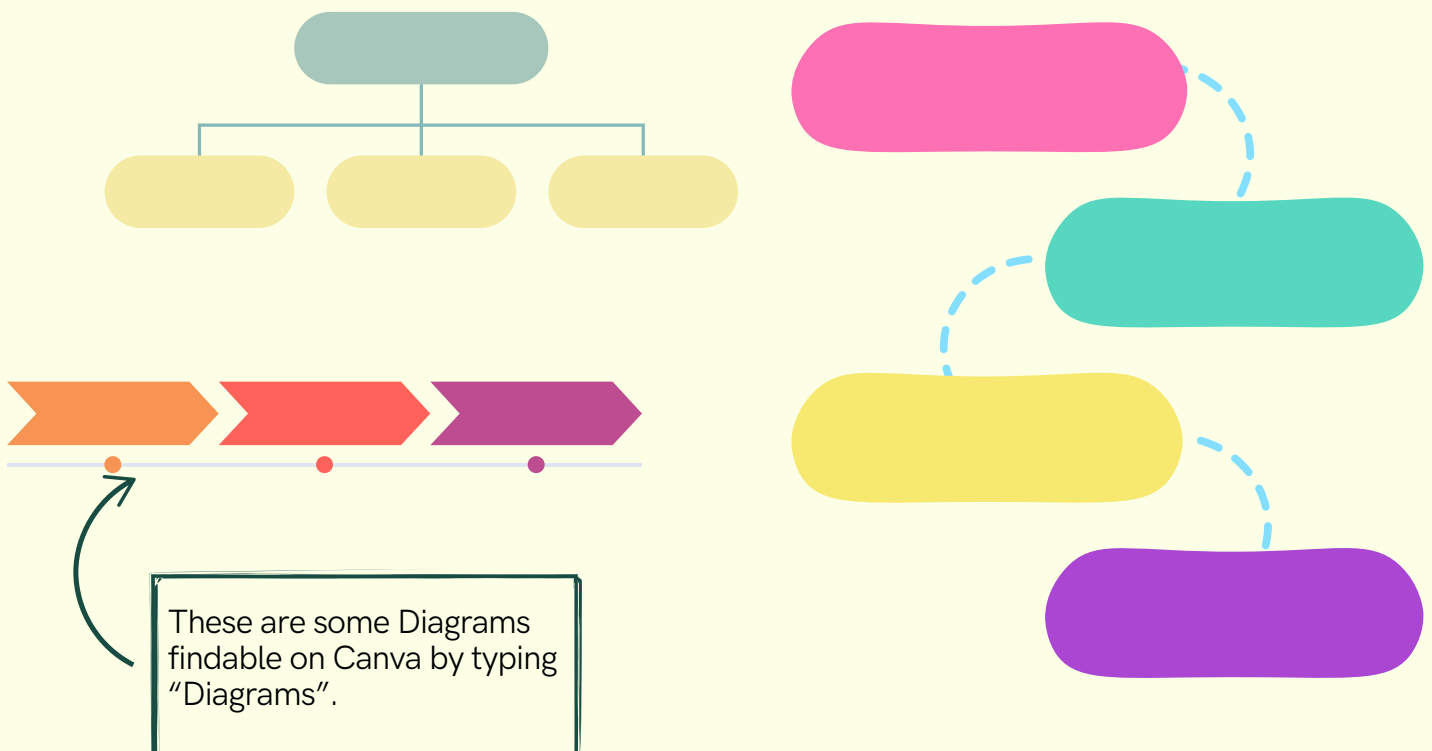 These are some Diagrams
findable on Canva by typing
“Diagrams”.